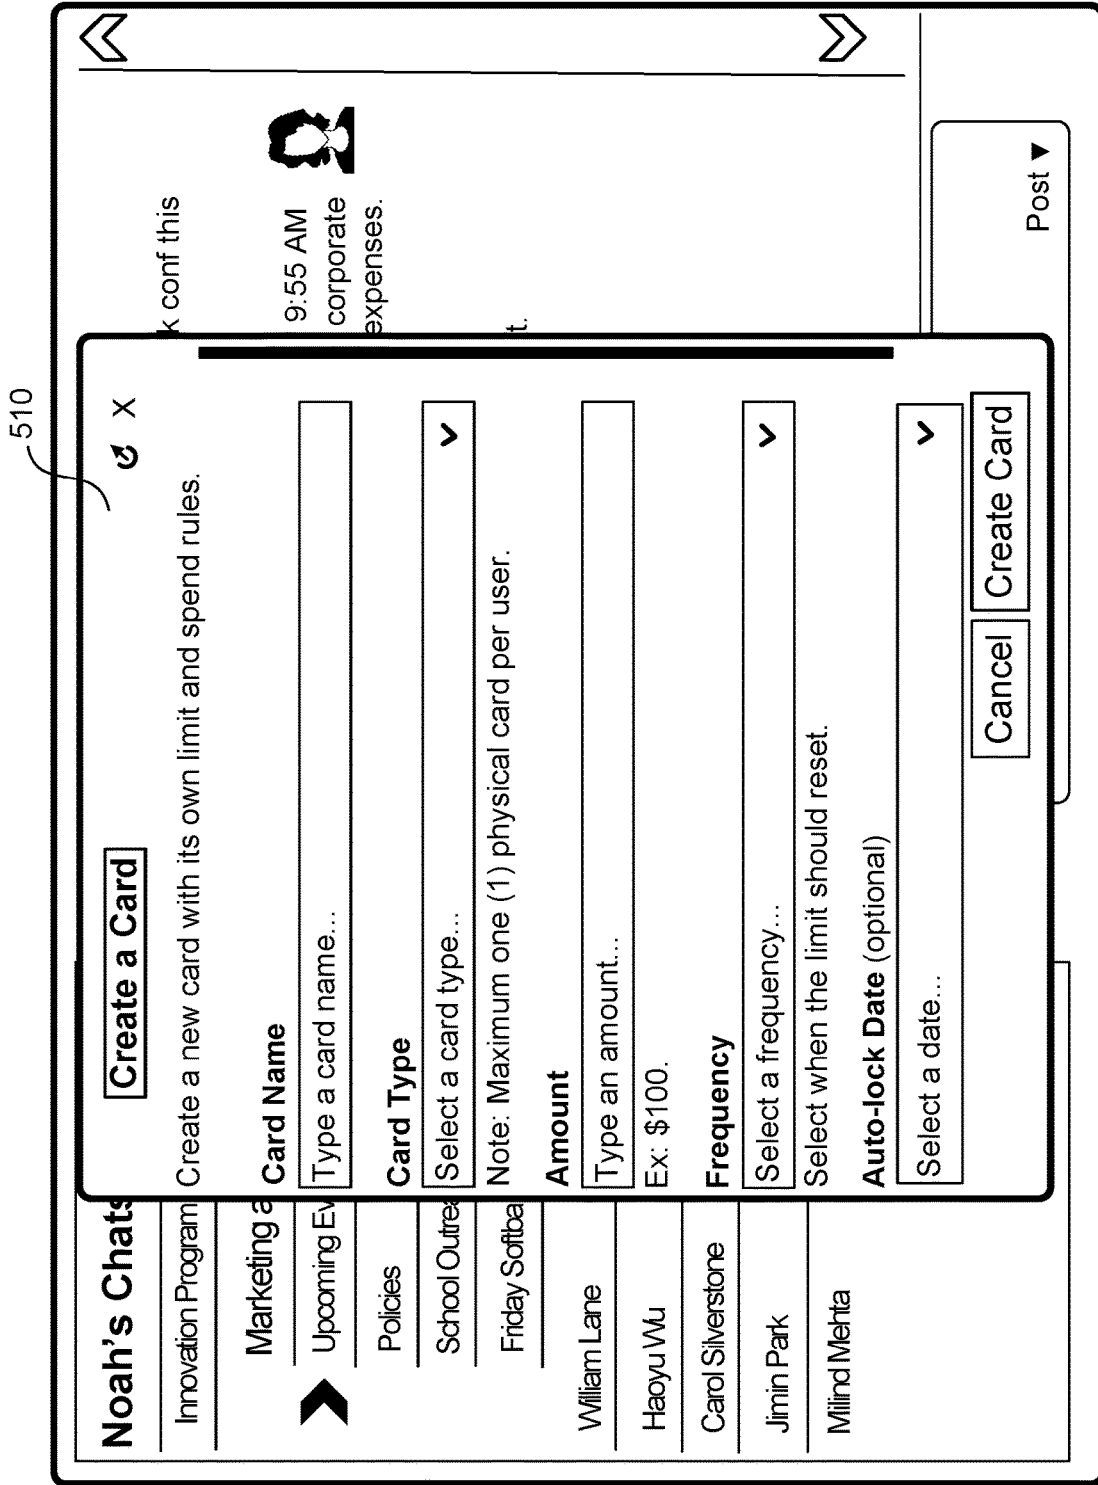 510
Noah's Chats
Innovation Program
Marketing a
Upcoming Ev
Policies
School Outrea
Friday Softba
William Lane
Haoyu Wu
Carol Silverstone
Jimin Park
Milind Mehta
Create a Card
X
Create a new card with its own limit and spend rules.
Card Name
Type a card name...
Card Type
Select a card type...
Note: Maximum one (1) physical card per user.
Amount
Type an amount...
Ex: $100.
Frequency
Select a frequency...
Select when the limit should reset.
Auto-lock Date (optional)
Select a date...
Cancel
Create Card
k conf this
9:55 AM
corporate
expenses.
t.
Post ▼